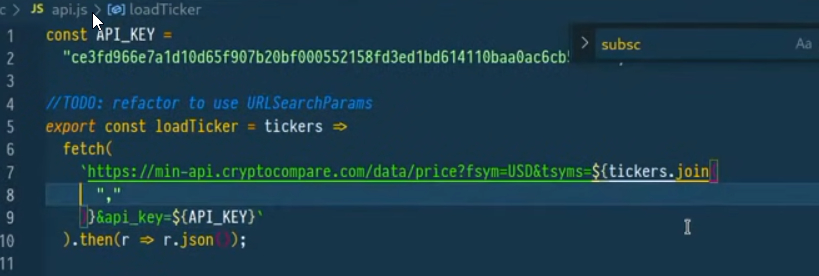 c > JS api.js > loadTicker
> subsc Aa
1 const API_KEY =
2 "ce3fd966e7a1d10d65f907b20bf000552158fd3ed1bd614110baa0ac6cb
3
4 //TODO: refactor to use URLSearchParams
5 export const loadTicker = tickers =>
6 fetch(
7 `https://min-api.cryptocompare.com/data/price?fsym=USD&tsyms=${tickers.join(
8 ","
9 )}&api_key=${API_KEY}`
10 ).then(r => r.json());
11